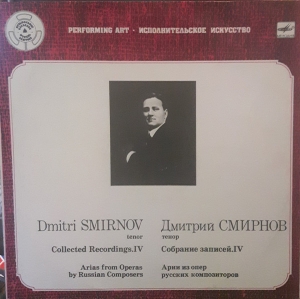 PERFORMING ART · ИСПОЛНИТЕЛЬСКОЕ ИСКУССТВО
Dmitri SMIRNOV
tenor
Collected Recordings.IV
Arias from Operas
by Russian Composers
Дмитрий СМИРНОВ
тенор
Собрание записей.IV
Арии из опер
русских композиторов